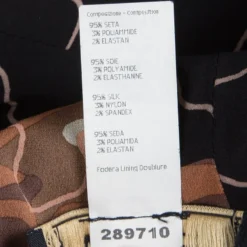 Composizione - Composition
95% SETA
3% POLIAMMIDE
2% ELASTAN
95% SOIE
3% POLYAMIDE
2% ELASTHANNE
95% SILK
3% NYLON
2% SPANDEX
95% SEDA
3% POLIAMIDA
2% ELASTAN
Fodera Lining Doublure
289710